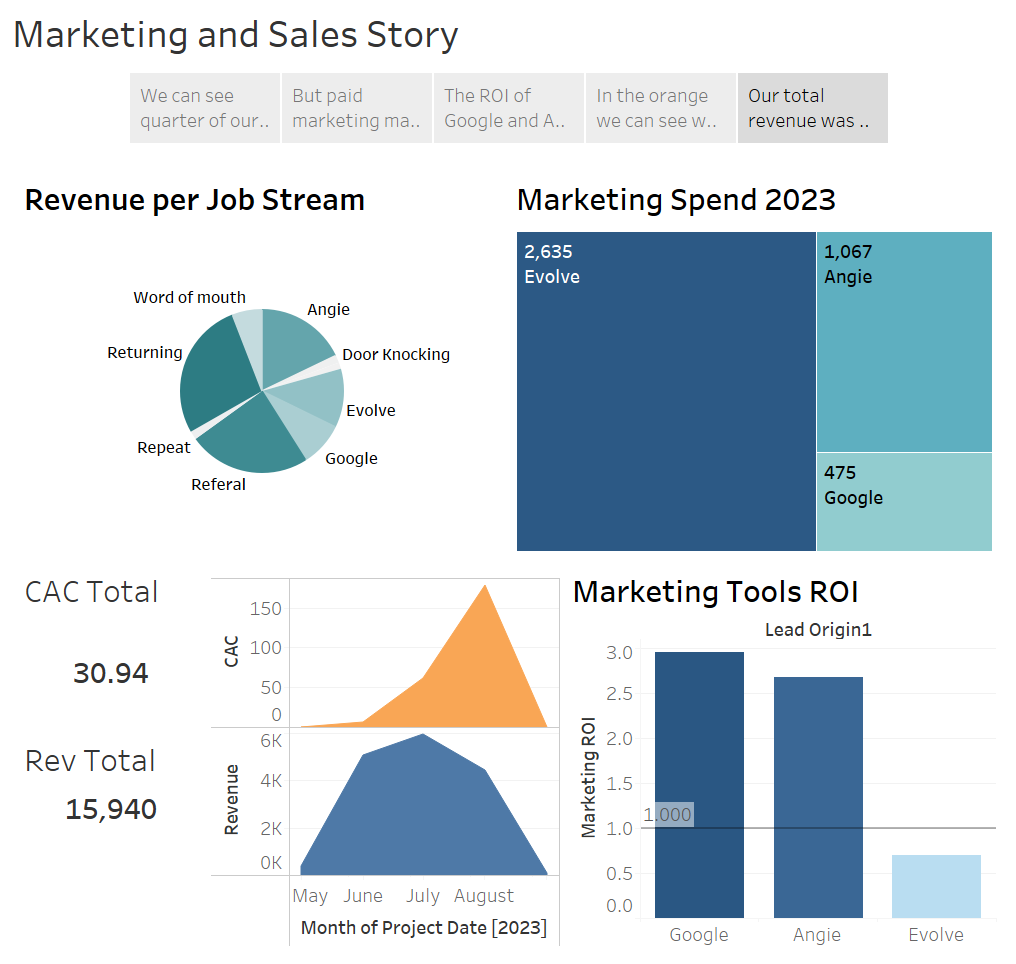 Marketing and Sales Story
We can see
quarter of our..
But paid
marketing ma..
The ROI of
Google and A..
In the orange
we can see w..
Our total
revenue was ..
Revenue per Job Stream
Word of mouth
Angie
Returning
Door Knocking
Evolve
Repeat
Google
Referal
Marketing Spend 2023
2,635
Evolve
1,067
Angie
475
Google
CAC Total
30.94
Rev Total
15,940
CAC
150
100
50
0
Revenue
6K
4K
2K
0K
May June July August
Month of Project Date [2023]
Marketing Tools ROI
Lead Origin1
Marketing ROI
3.0
2.5
2.0
1.5
1.0
0.5
0.0
1.000
Google Angie Evolve